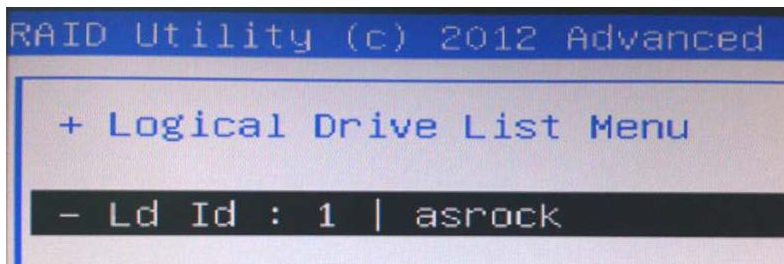 RAID Utility (c) 2012 Advanced
+ Logical Drive List Menu
- Ld Id : 1 | asrock